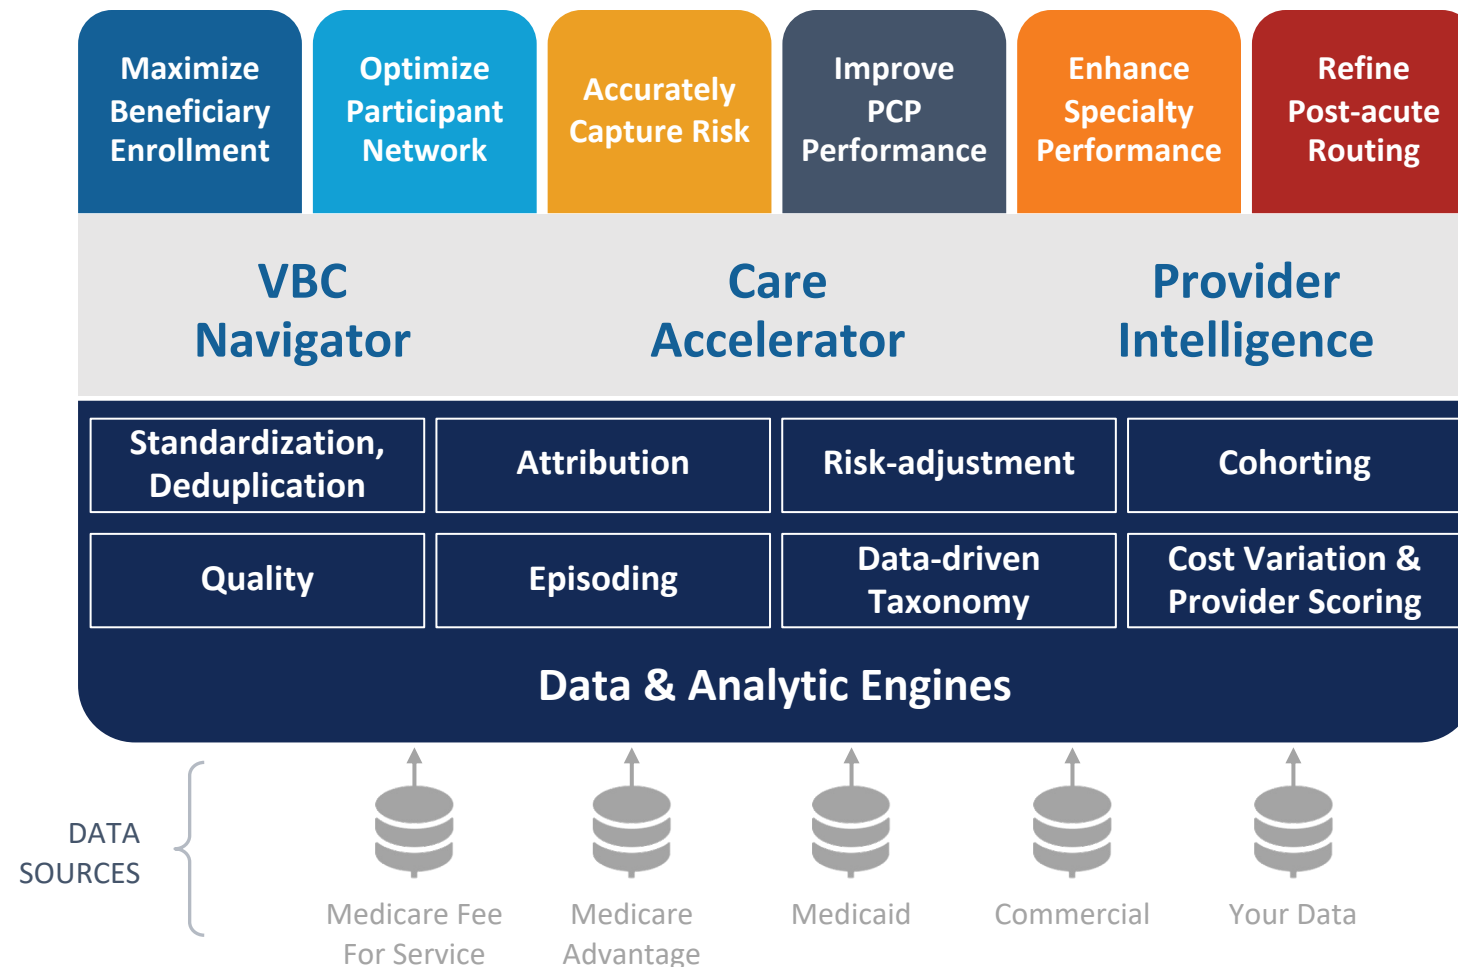 Maximize
Beneficiary
Enrollment
Optimize
Participant
Network
Accurately
Capture Risk
Improve
PCP
Performance
Enhance
Specialty
Performance
Refine
Post-acute
Routing
VBC
Navigator
Care
Accelerator
Provider
Intelligence
Standardization,
Deduplication
Attribution
Risk-adjustment
Cohorting
Quality
Episoding
Data-driven
Taxonomy
Cost Variation &
Provider Scoring
Data & Analytic Engines
DATA
SOURCES
Medicare Fee
For Service
Medicare
Advantage
Medicaid
Commercial
Your Data